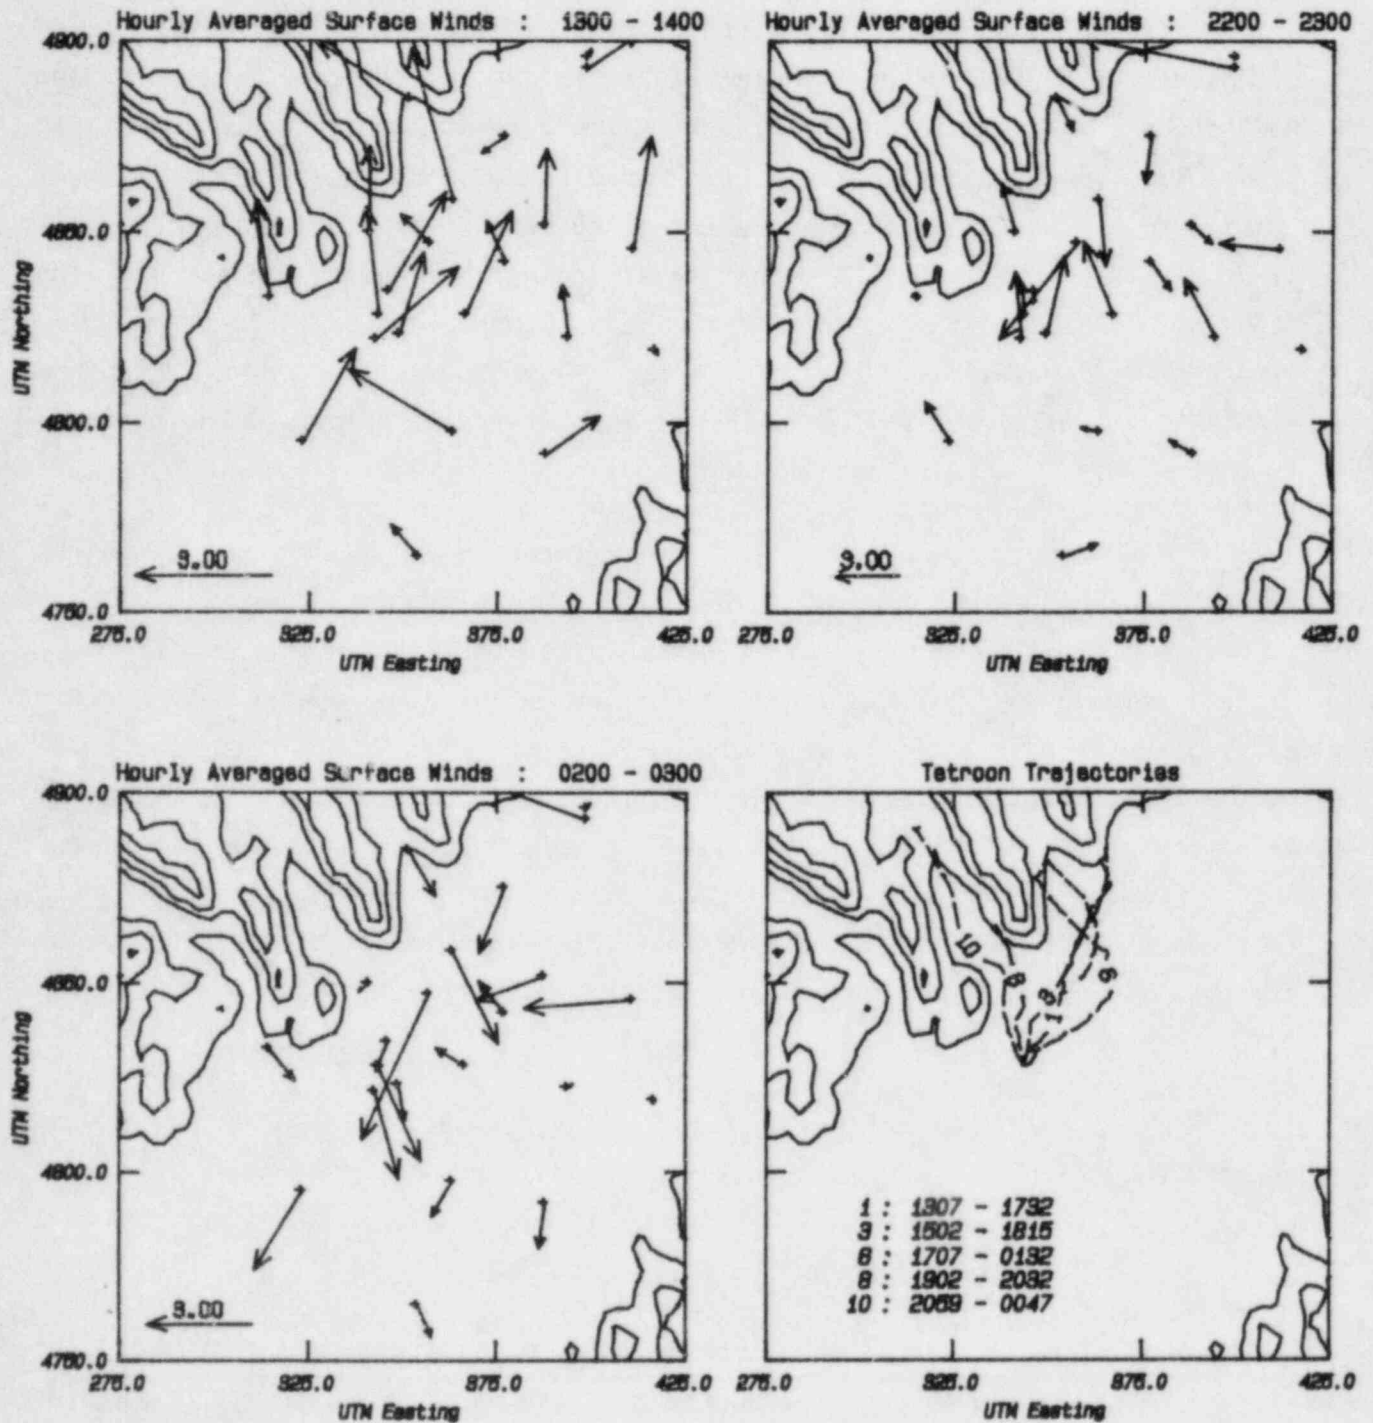 Hourly Averaged Surface Winds : 1300 - 1400
Hourly Averaged Surface Winds : 2200 - 2300
4900.0
4850.0
4800.0
4750.0
UTM Northing
3.00
275.0 325.0 375.0 425.0
UTM Easting
3.00
275.0 325.0 375.0 425.0
UTM Easting
Hourly Averaged Surface Winds : 0200 - 0300
Tetroon Trajectories
4900.0
4850.0
4800.0
4750.0
UTM Northing
3.00
275.0 325.0 375.0 425.0
UTM Easting
10
8
3
1
6
1 : 1307 - 1732
3 : 1502 - 1815
6 : 1707 - 0132
8 : 1902 - 2032
10 : 2059 - 0047
275.0 325.0 375.0 425.0
UTM Easting